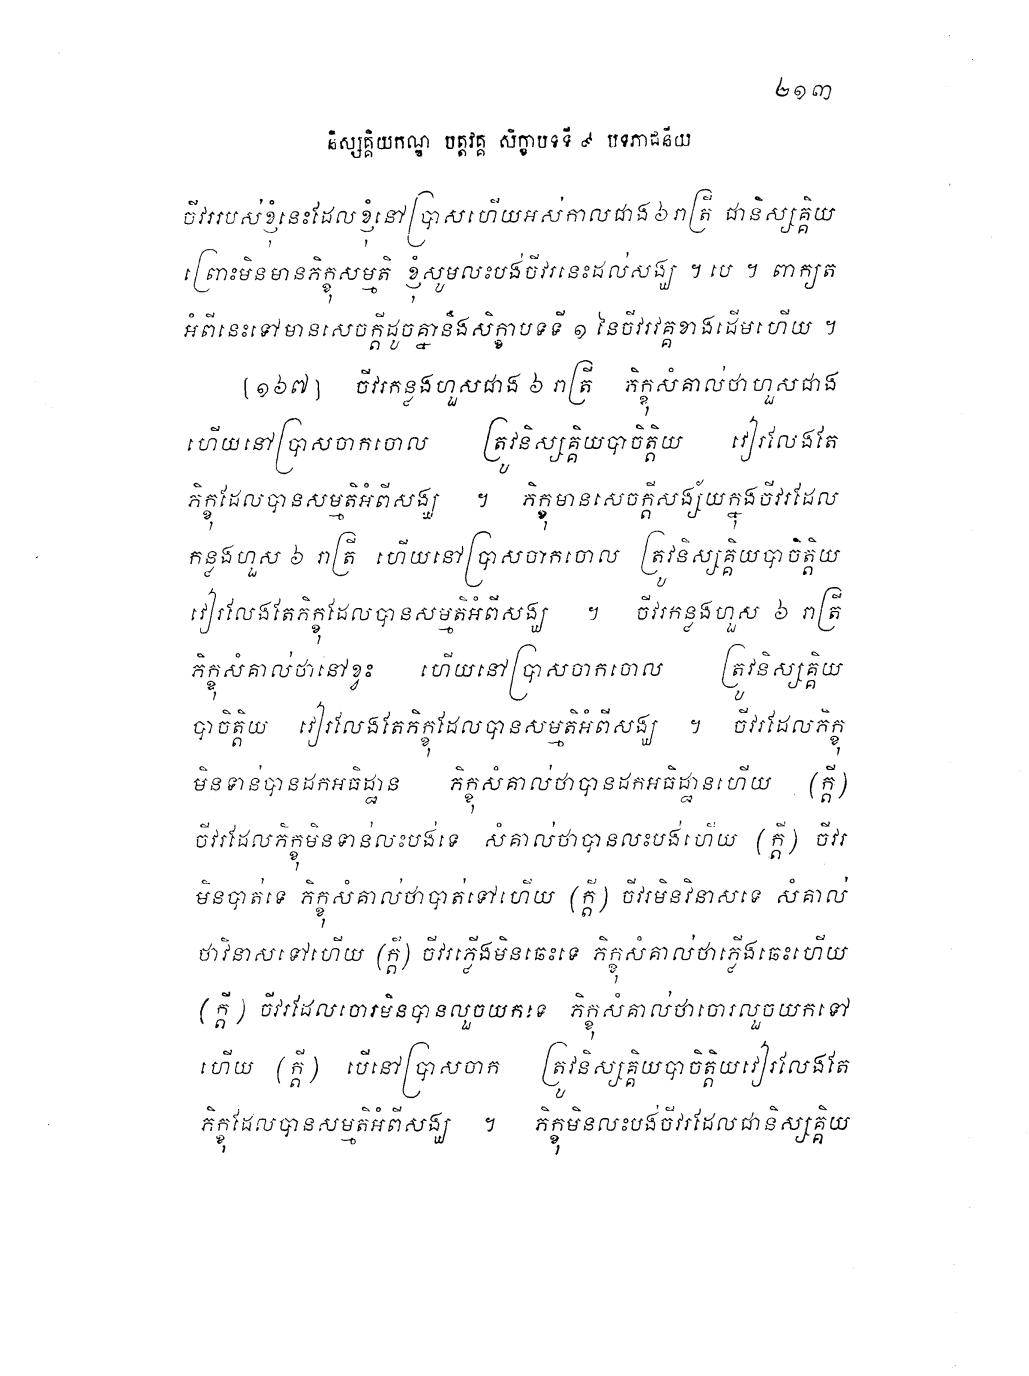 ២១៣
និស្សគ្គិយកណ្ឌ បត្តវគ្គ សិក្ខាបទទី ៩ បទភាជនីយ
ចីវររបស់ខ្ញុំនេះដែលខ្ញុំនៅប្រាសហើយអស់កាលជាង ៦ រាត្រី ជានិស្សគ្គិយ
ព្រោះមិនមានភិក្ខុសម្មតិ ខ្ញុំសូមលះបង់ចីវរនេះដល់សង្ឃ ។ បេ ។ ពាក្យត
អំពីនេះទៅមានសេចក្តីដូចគ្នានឹងសិក្ខាបទទី ១ នៃចីវរវគ្គខាងដើមហើយ ។
[១៦៧] ចីវរកន្លងហួសជាង ៦ រាត្រី ភិក្ខុសំគាល់ថាហួសជាង
ហើយនៅប្រាសចាកចោល ត្រូវនិស្សគ្គិយបាចិត្តិយ វៀរលែងតែ
ភិក្ខុដែលបានសម្មតិអំពីសង្ឃ ។ ភិក្ខុមានសេចក្តីសង្ស័យក្នុងចីវរដែល
កន្លងហួស ៦ រាត្រី ហើយនៅប្រាសចាកចោល ត្រូវនិស្សគ្គិយបាចិត្តិយ
វៀរលែងតែភិក្ខុដែលបានសម្មតិអំពីសង្ឃ ។ ចីវរកន្លងហួស ៦ រាត្រី
ភិក្ខុសំគាល់ថានៅខ្វះ ហើយនៅប្រាសចាកចោល ត្រូវនិស្សគ្គិយ
បាចិត្តិយ វៀរលែងតែភិក្ខុដែលបានសម្មតិអំពីសង្ឃ ។ ចីវរដែលភិក្ខុ
មិនទាន់បានដកអធិដ្ឋាន ភិក្ខុសំគាល់ថាបានដកអធិដ្ឋានហើយ (ក្តី)
ចីវរដែលភិក្ខុមិនទាន់លះបង់ទេ សំគាល់ថាបានលះបង់ហើយ (ក្តី) ចីវរ
មិនបាត់ទេ ភិក្ខុសំគាល់ថាបាត់ទៅហើយ (ក្តី) ចីវរមិនវិនាសទេ សំគាល់
ថាវិនាសទៅហើយ (ក្តី) ចីវរភ្លើងមិនឆេះទេ ភិក្ខុសំគាល់ថាភ្លើងឆេះហើយ
(ក្តី) ចីវរដែលចោរមិនបានលួចយកទេ ភិក្ខុសំគាល់ថាចោរលួចយកទៅ
ហើយ (ក្តី) បើនៅប្រាសចាក ត្រូវនិស្សគ្គិយបាចិត្តិយវៀរលែងតែ
ភិក្ខុដែលបានសម្មតិអំពីសង្ឃ ។ ភិក្ខុមិនលះបង់ចីវរដែលជានិស្សគ្គិយ